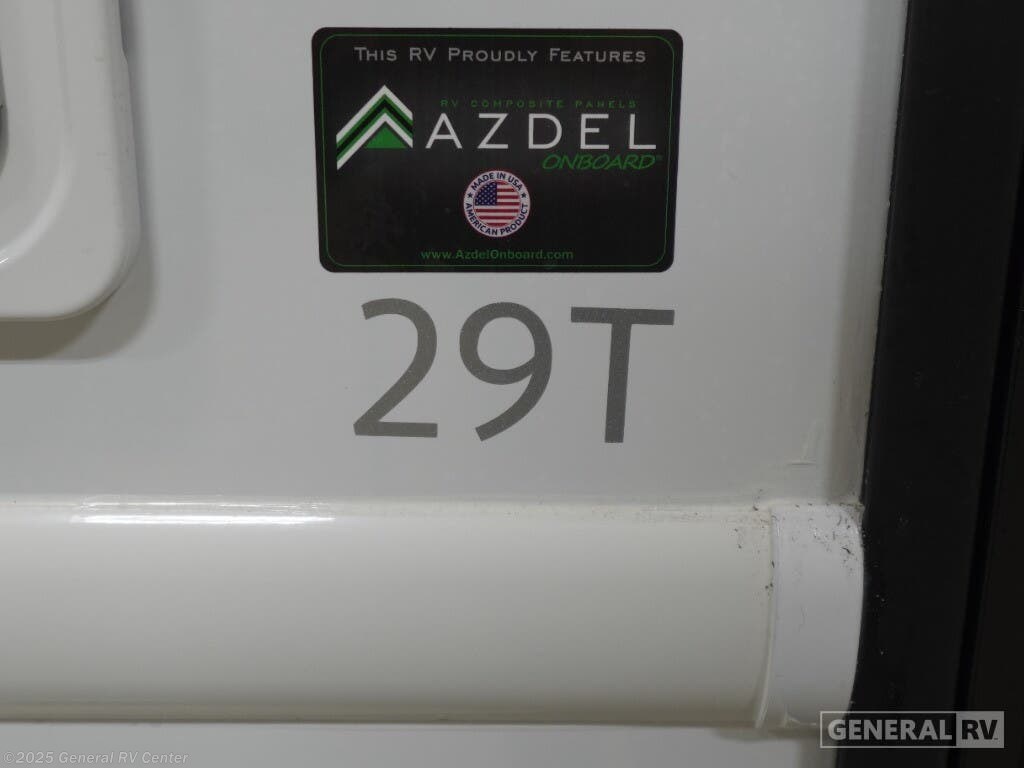 This RV Proudly Features
RV COMPOSITE PANELS
AZDEL
ONBOARD®
MADE IN USA
AMERICAN PRODUCT
www.AzdelOnboard.com
29T
GENERAL RV
©2025 General RV Center